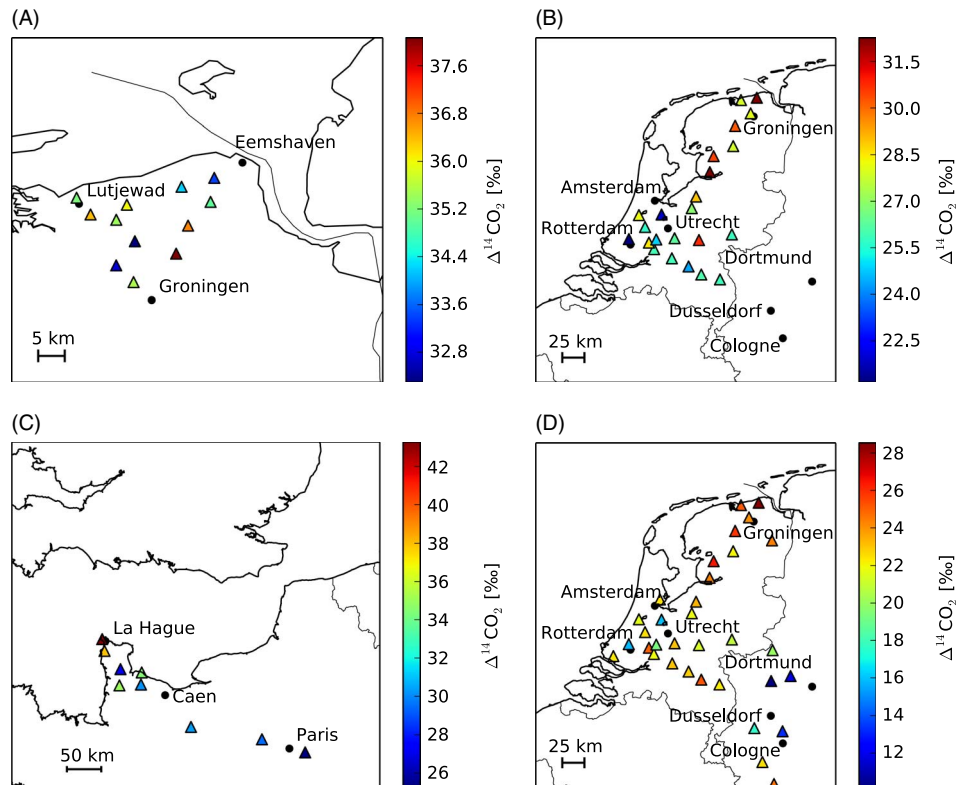 (A)
Eemshaven
Lutjewad
Groningen
5 km
37.6
36.8
36.0
35.2
34.4
33.6
32.8
Δ¹⁴CO₂ [‰]
(B)
Groningen
Amsterdam
Rotterdam
Utrecht
Dortmund
Dusseldorf
Cologne
25 km
31.5
30.0
28.5
27.0
25.5
24.0
22.5
Δ¹⁴CO₂ [‰]
(C)
La Hague
Caen
Paris
50 km
42
40
38
36
34
32
30
28
26
Δ¹⁴CO₂ [‰]
(D)
Groningen
Amsterdam
Rotterdam
Utrecht
Dortmund
Dusseldorf
Cologne
25 km
28
26
24
22
20
18
16
14
12
Δ¹⁴CO₂ [‰]